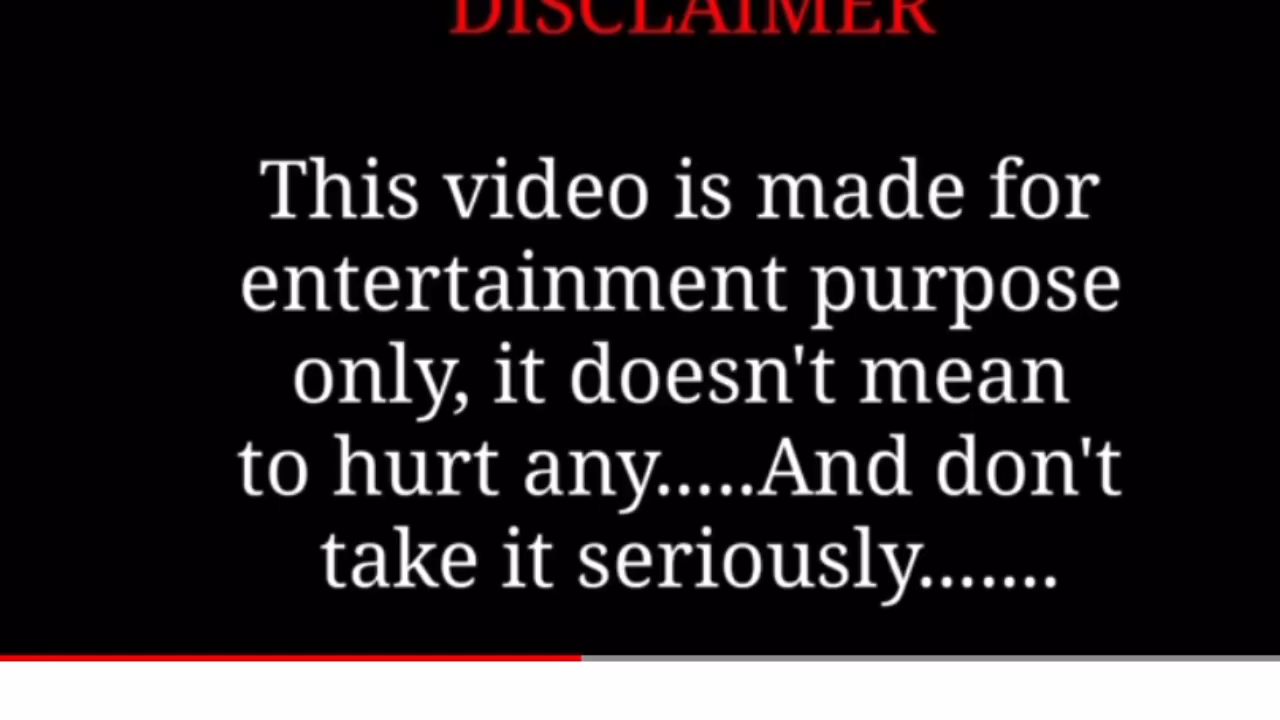 DISCLAIMER
This video is made for
entertainment purpose
only, it doesn't mean
to hurt any.....And don't
take it seriously.......